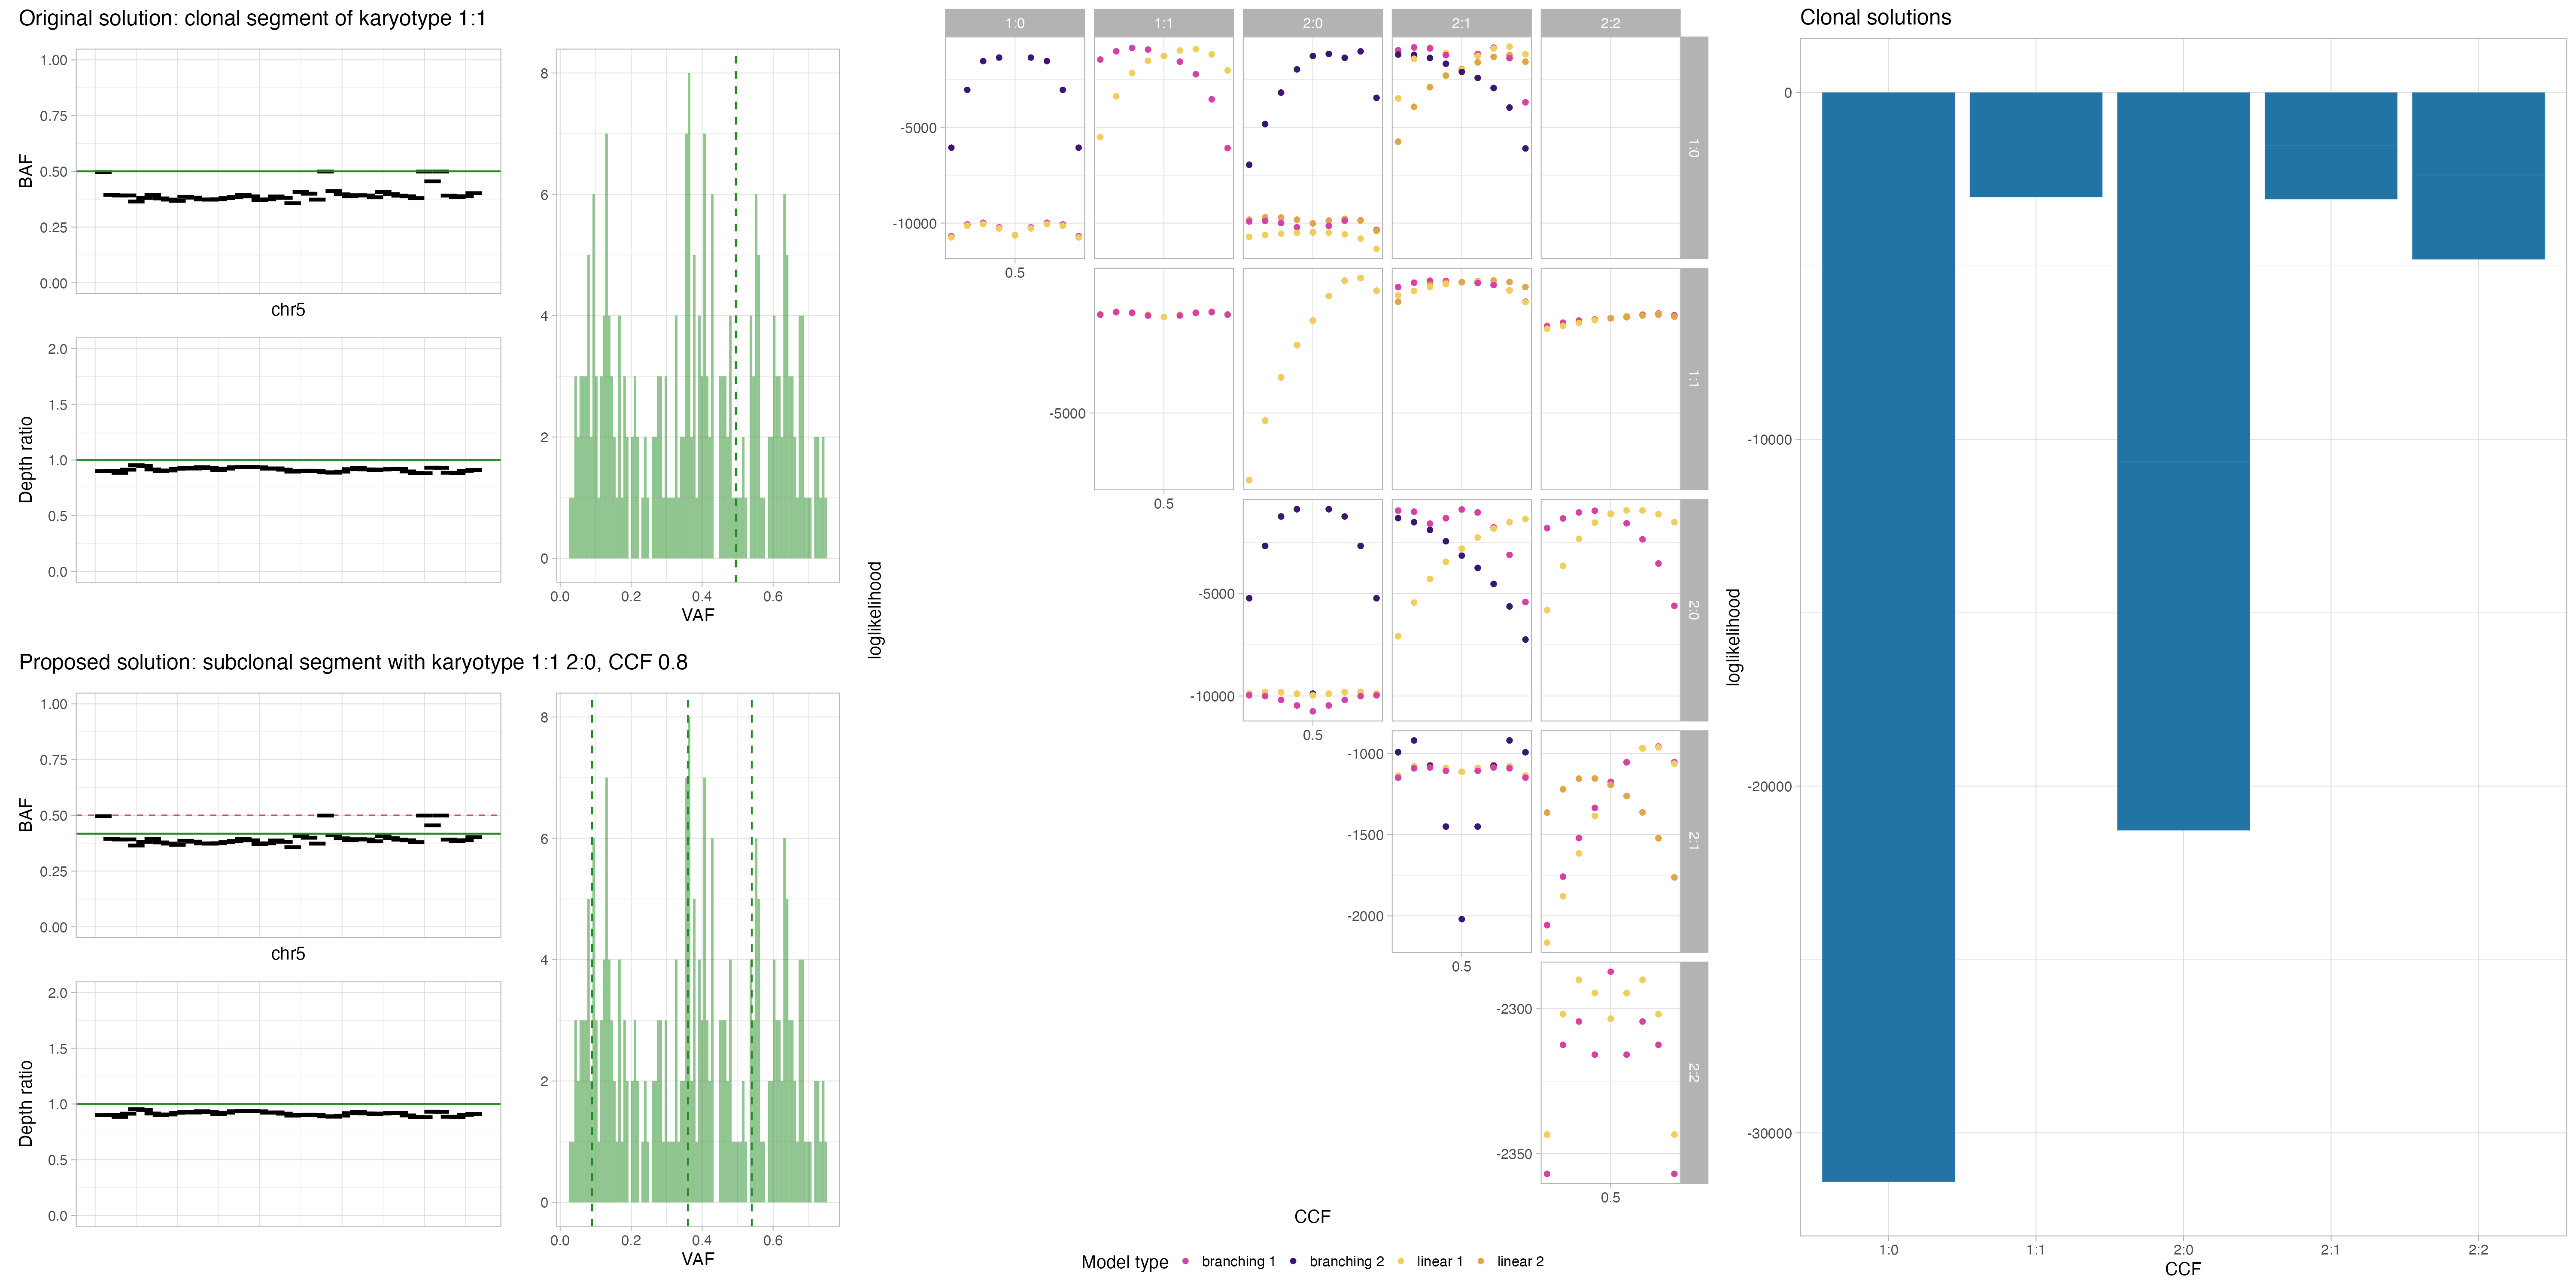 Original solution: clonal segment of karyotype 1:1
1.00
0.75
BAF
0.50
0.25
0.00
chr5
2.0
1.5
Depth ratio
1.0
0.5
0.0
8
6
4
2
0
0.0 0.2 0.4 0.6
VAF
Proposed solution: subclonal segment with karyotype 1:1 2:0, CCF 0.8
1.00
0.75
BAF
0.50
0.25
0.00
chr5
2.0
1.5
Depth ratio
1.0
0.5
0.0
8
6
4
2
0
0.0 0.2 0.4 0.6
VAF
loglikelihood
1:0 1:1 2:0 2:1 2:2
-5000
-10000
1:0
0.5
-5000
1:1
0.5
-5000
-10000
2:0
0.5
-1000
-1500
-2000
2:1
0.5
-2300
-2350
2:2
0.5
CCF
Model type branching 1 branching 2 linear 1 linear 2
Clonal solutions
loglikelihood
0
-10000
-20000
-30000
1:0 1:1 2:0 2:1 2:2
CCF